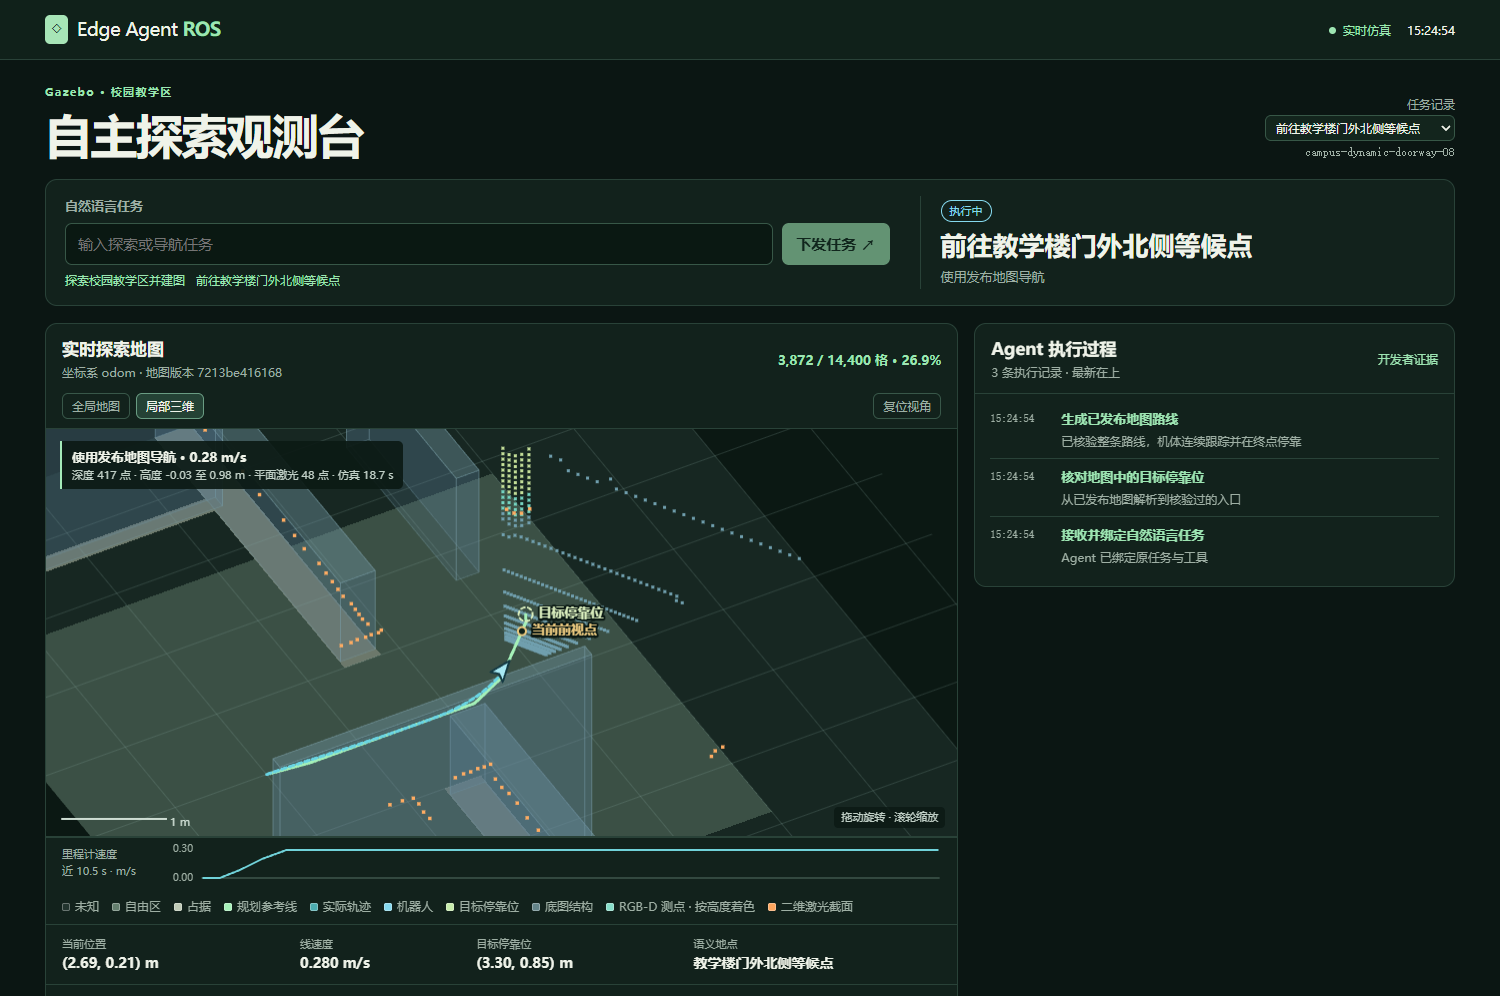 Edge Agent ROS
实时仿真 15:24:54
Gazebo • 校园教学区
自主探索观测台
任务记录
前往教学楼门外北侧等候点
campus-dynamic-doorway-08
自然语言任务
输入探索或导航任务
下发任务 ↗
探索校园教学区并建图 前往教学楼门外北侧等候点
执行中
前往教学楼门外北侧等候点
使用发布地图导航
实时探索地图
坐标系 odom · 地图版本 7213be416168
3,872 / 14,400 格 • 26.9%
全局地图 局部三维
复位视角
使用发布地图导航 • 0.28 m/s
深度 417 点 · 高度 -0.03 至 0.98 m · 平面激光 48 点 · 仿真 18.7 s
目标停靠位
当前前视点
1 m
拖动旋转 · 滚轮缩放
里程计速度
近 10.5 s · m/s
0.30
0.00
未知 自由区 占据 规划参考线 实际轨迹 机器人 目标停靠位 底图结构 RGB-D 测点 · 按高度着色 二维激光截面
当前位置
(2.69, 0.21) m
线速度
0.280 m/s
目标停靠位
(3.30, 0.85) m
语义地点
教学楼门外北侧等候点
Agent 执行过程
3 条执行记录 · 最新在上
开发者证据
15:24:54 生成已发布地图路线
已核验整条路线，机体连续跟踪并在终点停靠
15:24:54 核对地图中的目标停靠位
从已发布地图解析到核验过的入口
15:24:54 接收并绑定自然语言任务
Agent 已绑定原任务与工具